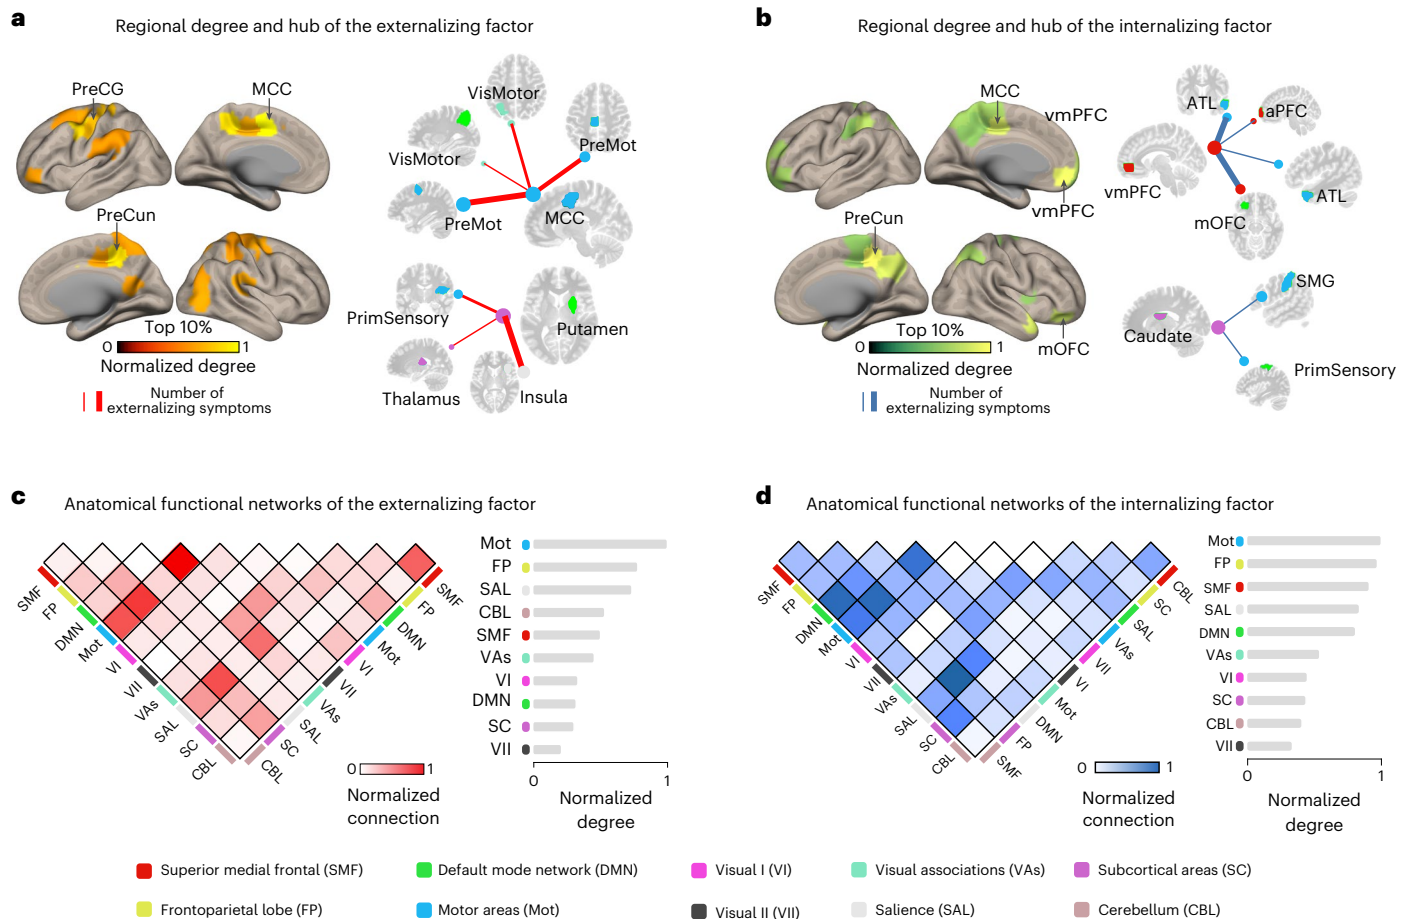 a
Regional degree and hub of the externalizing factor
PreCG
MCC
PreCun
Top 10%
0
1
Normalized degree
Number of
externalizing symptoms
VisMotor
VisMotor
PreMot
PreMot
MCC
PrimSensory
Putamen
Thalamus
Insula
b
Regional degree and hub of the internalizing factor
MCC
vmPFC
vmPFC
PreCun
mOFC
Top 10%
0
1
Normalized degree
Number of
externalizing symptoms
ATL
aPFC
vmPFC
ATL
mOFC
SMG
Caudate
PrimSensory
c
Anatomical functional networks of the externalizing factor
SMF
FP
DMN
Mot
VI
VII
VAs
SAL
SC
CBL
SMF
FP
DMN
Mot
VI
VII
VAs
SAL
SC
CBL
0
1
Normalized
connection
Mot
FP
SAL
CBL
SMF
VAs
VI
DMN
SC
VII
0
1
Normalized
degree
d
Anatomical functional networks of the internalizing factor
SMF
FP
DMN
Mot
VI
VII
VAs
SAL
SC
CBL
CBL
SC
SAL
VAs
VII
VI
Mot
DMN
FP
SMF
0
1
Normalized
connection
Mot
FP
SMF
SAL
DMN
VAs
VI
SC
CBL
VII
0
1
Normalized
degree
Superior medial frontal (SMF)
Default mode network (DMN)
Visual I (VI)
Visual associations (VAs)
Subcortical areas (SC)
Frontoparietal lobe (FP)
Motor areas (Mot)
Visual II (VII)
Salience (SAL)
Cerebellum (CBL)